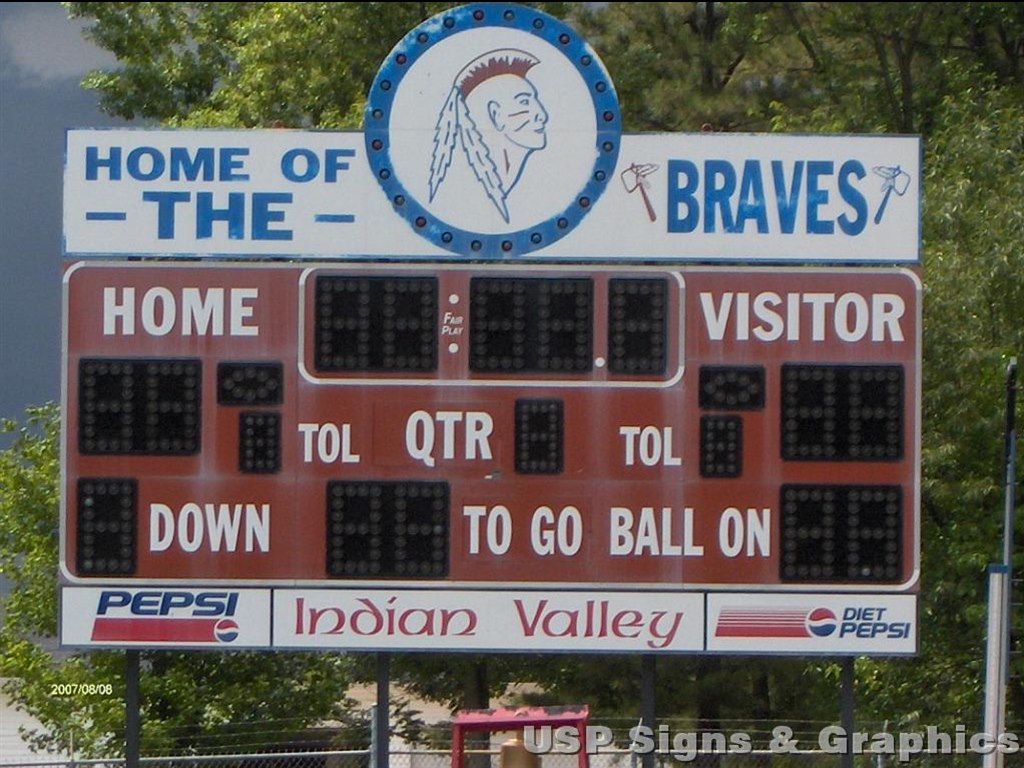 HOME OF
- THE -
BRAVES
HOME
FAIR
PLAY
VISITOR
TOL
QTR
TOL
DOWN
TO GO
BALL ON
PEPSI
Indian Valley
DIET
PEPSI
2007/08/08
USP Signs & Graphics